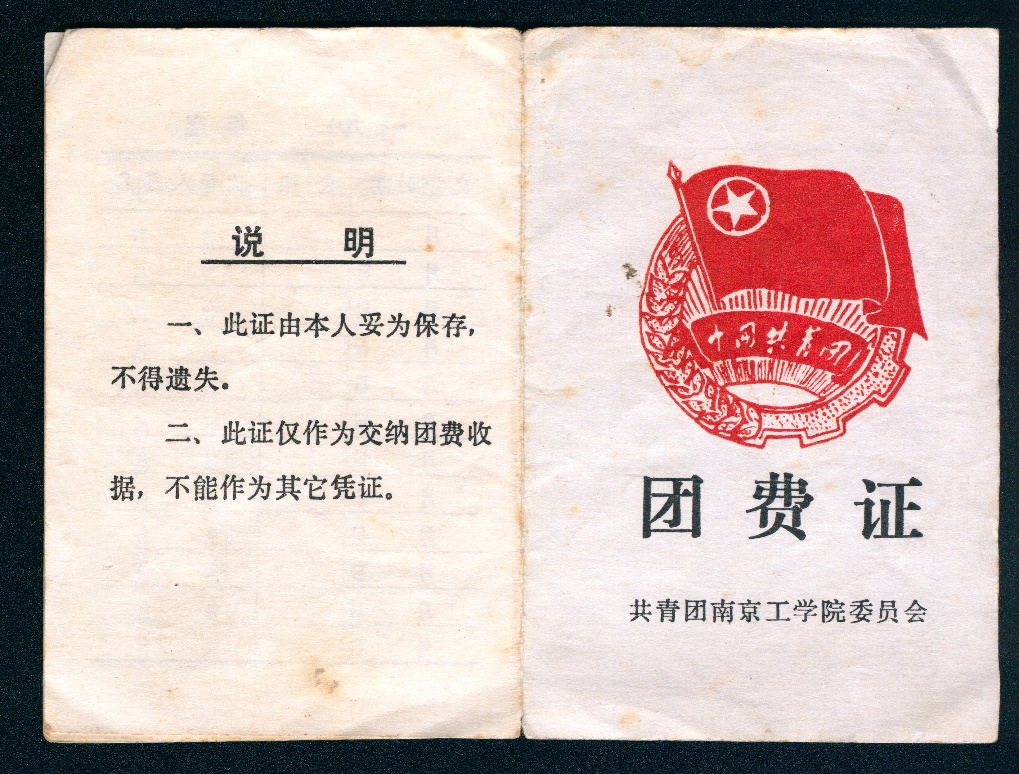 说 明
一、此证由本人妥为保存,
不得遗失。
二、此证仅作为交纳团费收
据,不能作为其它凭证。
中国共青团
团费证
共青团南京工学院委员会